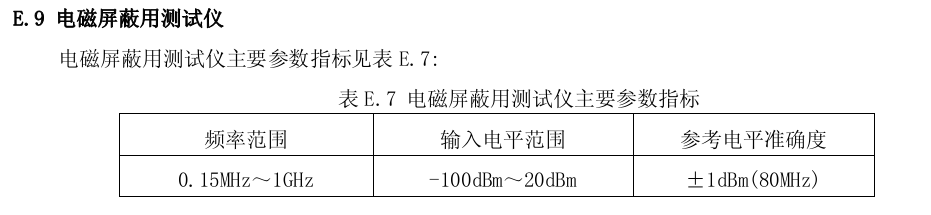 E.9 电磁屏蔽用测试仪
电磁屏蔽用测试仪主要参数指标见表 E.7:
表 E.7 电磁屏蔽用测试仪主要参数指标
频率范围 输入电平范围 参考电平准确度
0.15MHz～1GHz -100dBm～20dBm ±1dBm(80MHz)